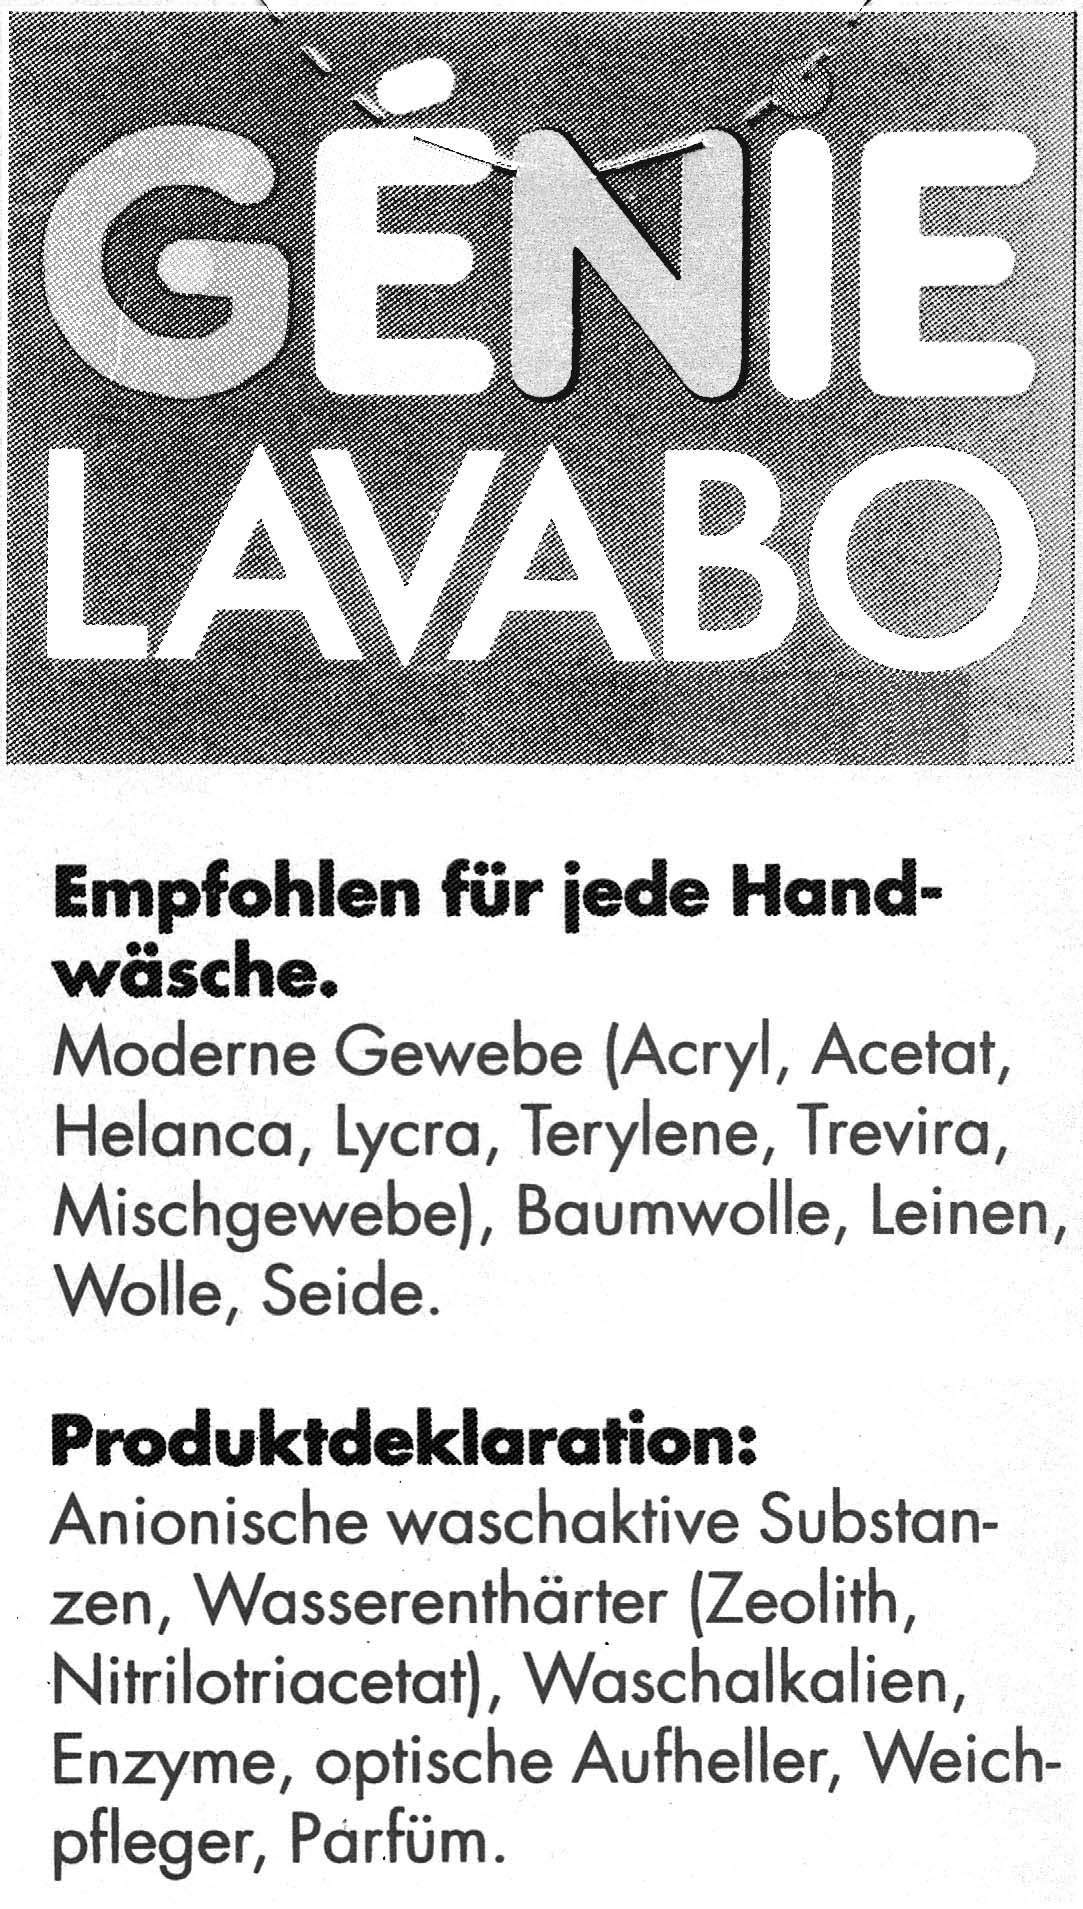 GÉNIE
LAVABO
Empfohlen für jede Hand-
wäsche.
Moderne Gewebe (Acryl, Acetat,
Helanca, Lycra, Terylene, Trevira,
Mischgewebe), Baumwolle, Leinen,
Wolle, Seide.
Produktdeklaration:
Anionische waschaktive Substan-
zen, Wasserenthärter (Zeolith,
Nitrilotriacetat), Waschalkalien,
Enzyme, optische Aufheller, Weich-
pfleger, Parfüm.